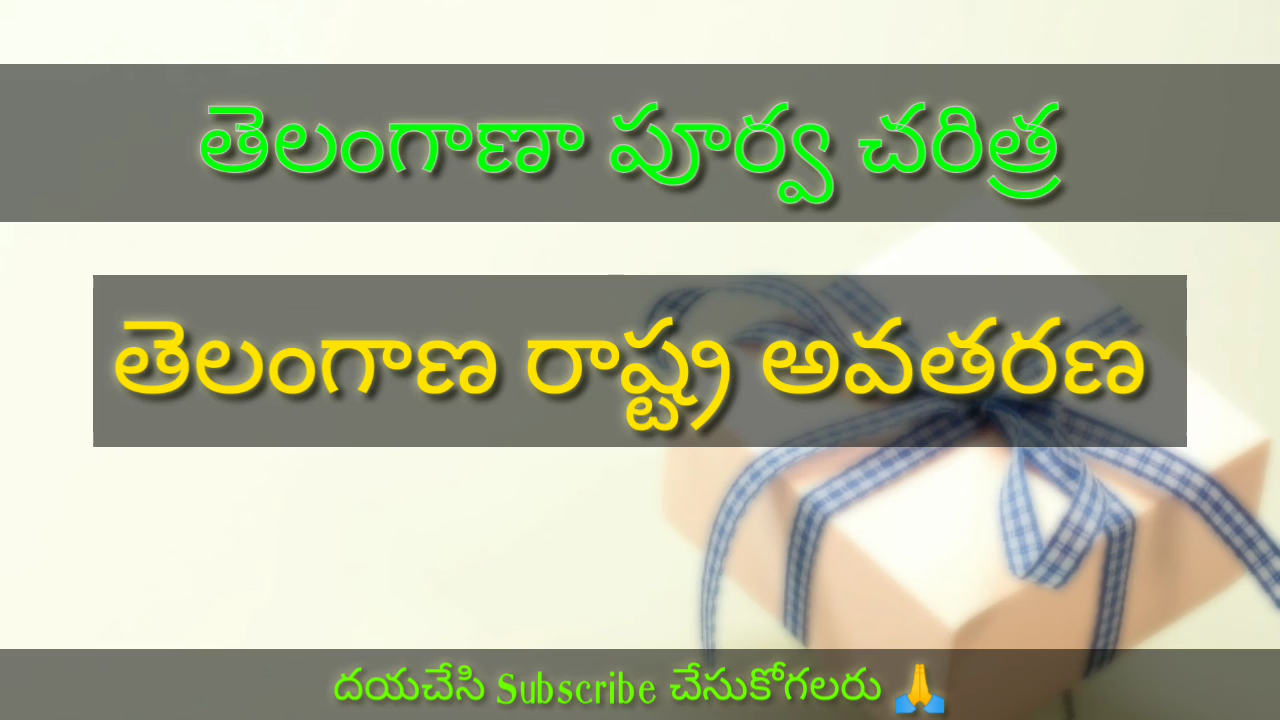 తెలంగాణా పూర్వ చరిత్ర
తెలంగాణ రాష్ట్ర అవతరణ
దయచేసి Subscribe చేసుకోగలరు 🙏